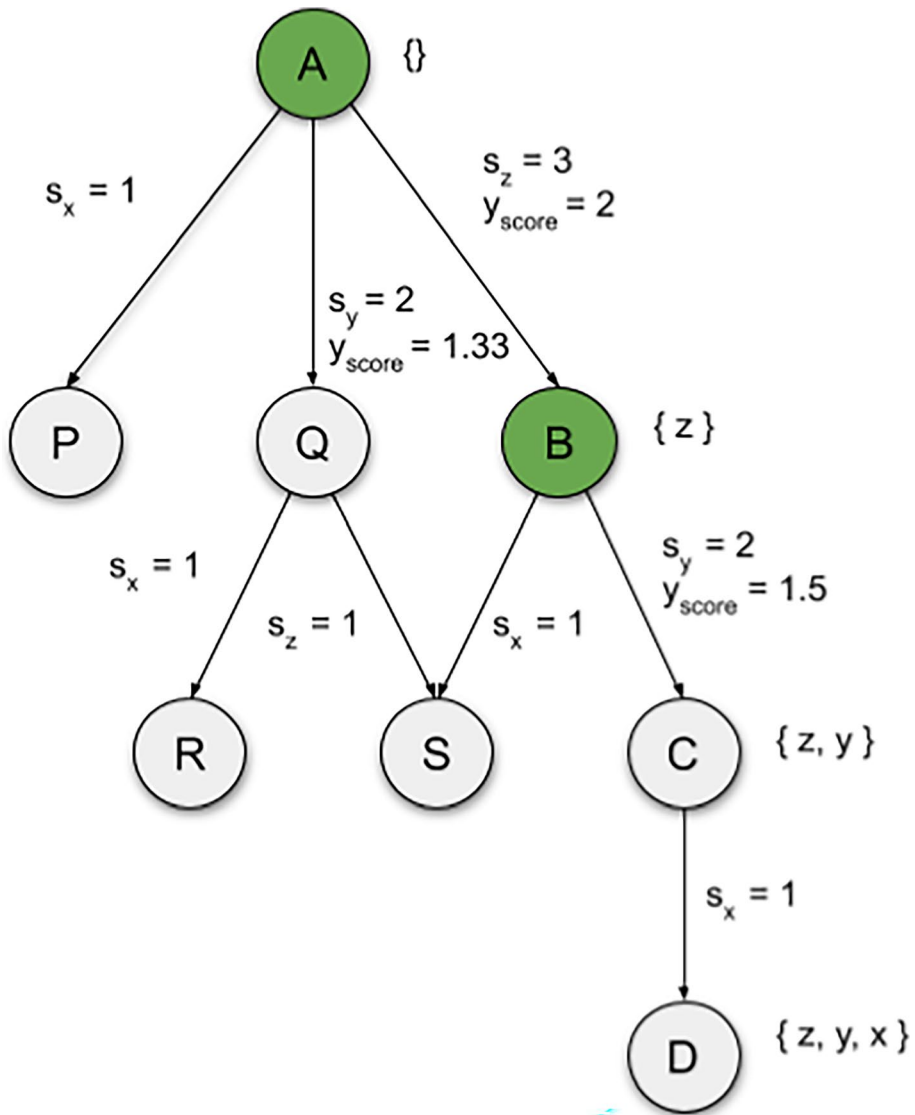 A {}
s_z = 3
y_score = 2
s_x = 1
s_y = 2
y_score = 1.33
P Q B { z }
s_y = 2
y_score = 1.5
s_x = 1
s_z = 1 s_x = 1
R S C { z, y }
s_x = 1
D { z, y, x }